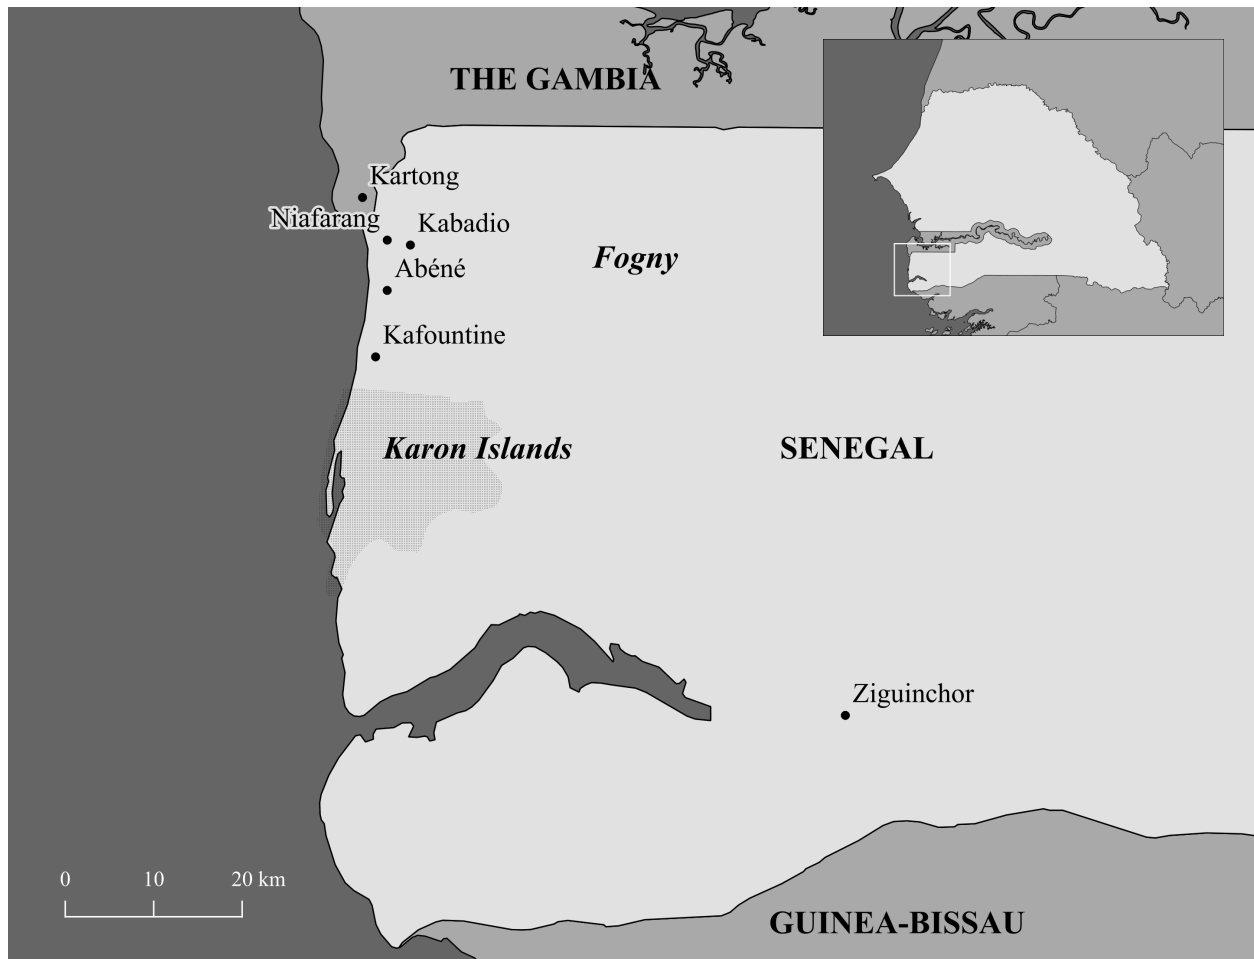 THE GAMBIA
Kartong
Niafarang
Kabadio
Fogny
Abéné
Kafountine
Karon Islands
SENEGAL
Ziguinchor
0 10 20 km
GUINEA-BISSAU